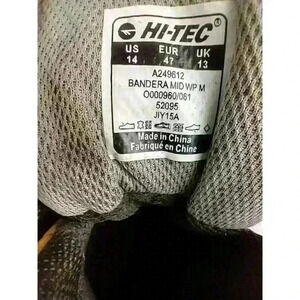 HI-TEC
US EUR UK
14 47 13
A249612
BANDERA MID WP M
O000960/081
52095
JIY15A
Made in China
Fabriqué en Chine